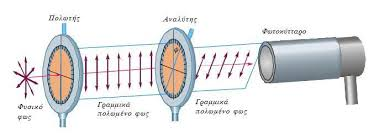 Πολωτής
Αναλύτης
Φωτοκύτταρο
Φυσικό
φως
Γραμμικά
πολωμένο φως
Γραμμικά
πολωμένο φως